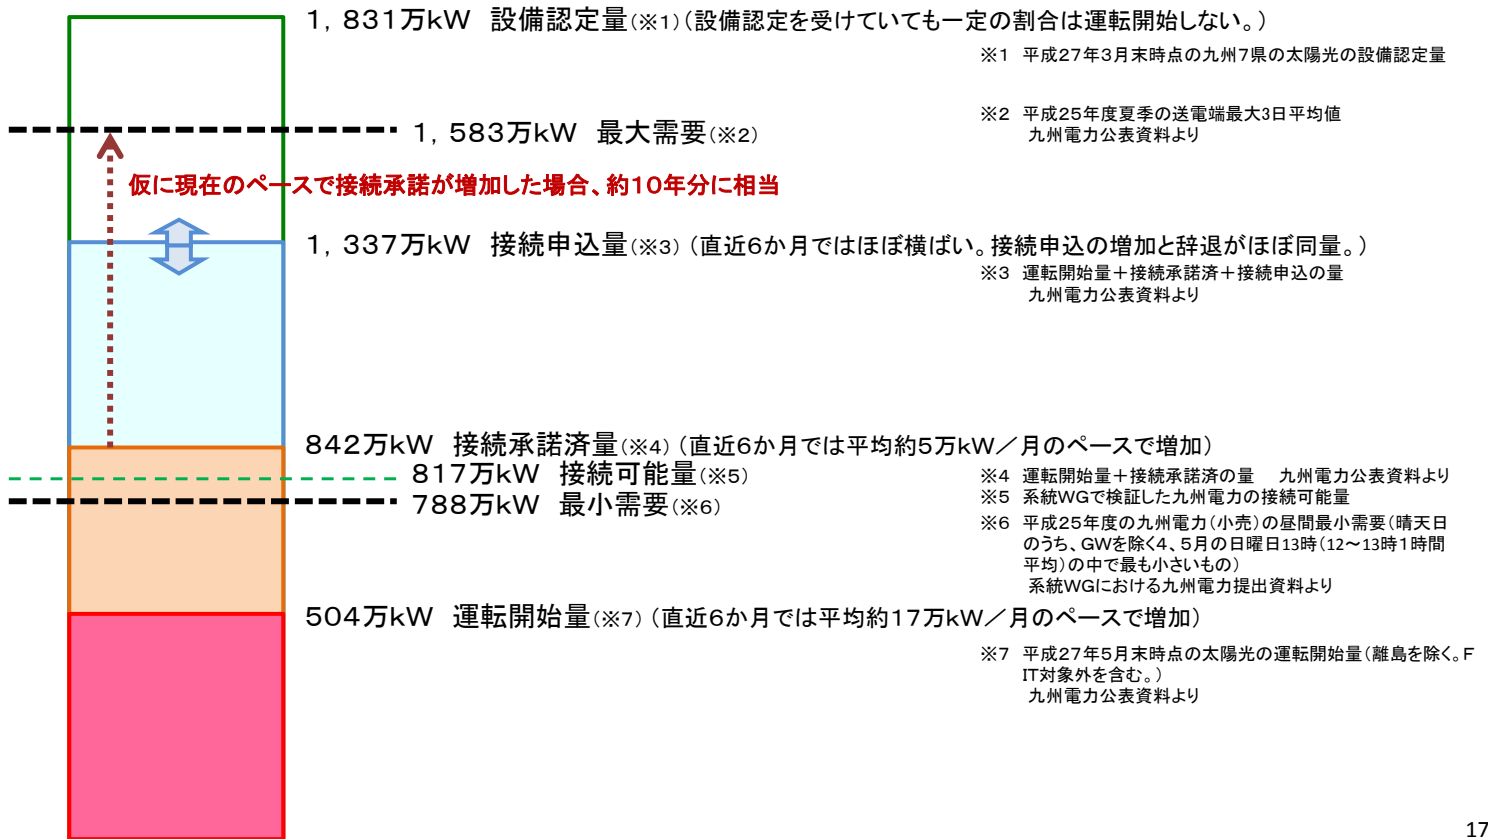 1，831万kW 設備認定量(※1)（設備認定を受けていても一定の割合は運転開始しない。）
※1 平成27年3月末時点の九州7県の太陽光の設備認定量
※2 平成25年度夏季の送電端最大3日平均値
九州電力公表資料より
1，583万kW 最大需要(※2)
仮に現在のペースで接続承諾が増加した場合、約10年分に相当
1，337万kW 接続申込量(※3)（直近6か月ではほぼ横ばい。接続申込の増加と辞退がほぼ同量。）
※3 運転開始量＋接続承諾済＋接続申込の量
九州電力公表資料より
842万kW 接続承諾済量(※4)（直近6か月では平均約5万kW／月のペースで増加）
817万kW 接続可能量(※5)
788万kW 最小需要(※6)
※4 運転開始量＋接続承諾済の量 九州電力公表資料より
※5 系統WGで検証した九州電力の接続可能量
※6 平成25年度の九州電力（小売）の昼間最小需要（晴天日
のうち、GWを除く4、5月の日曜日13時（12～13時1時間
平均）の中で最も小さいもの）
系統WGにおける九州電力提出資料より
504万kW 運転開始量(※7)（直近6か月では平均約17万kW／月のペースで増加）
※7 平成27年5月末時点の太陽光の運転開始量（離島を除く。F
IT対象外を含む。）
九州電力公表資料より
17